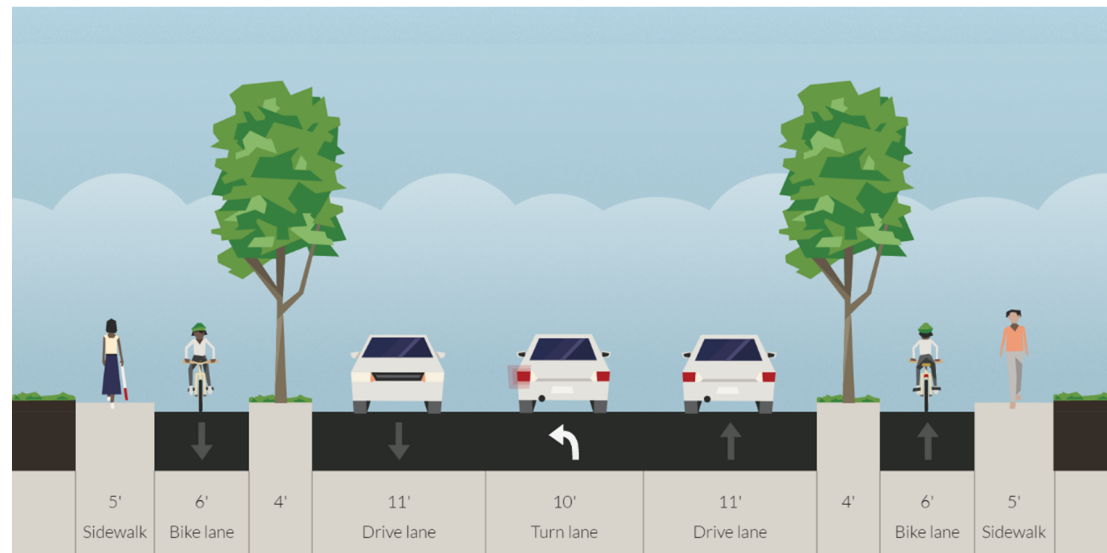 5' 6' 4' 11' 10' 11' 4' 6' 5'
Sidewalk Bike lane Drive lane Turn lane Drive lane Bike lane Sidewalk